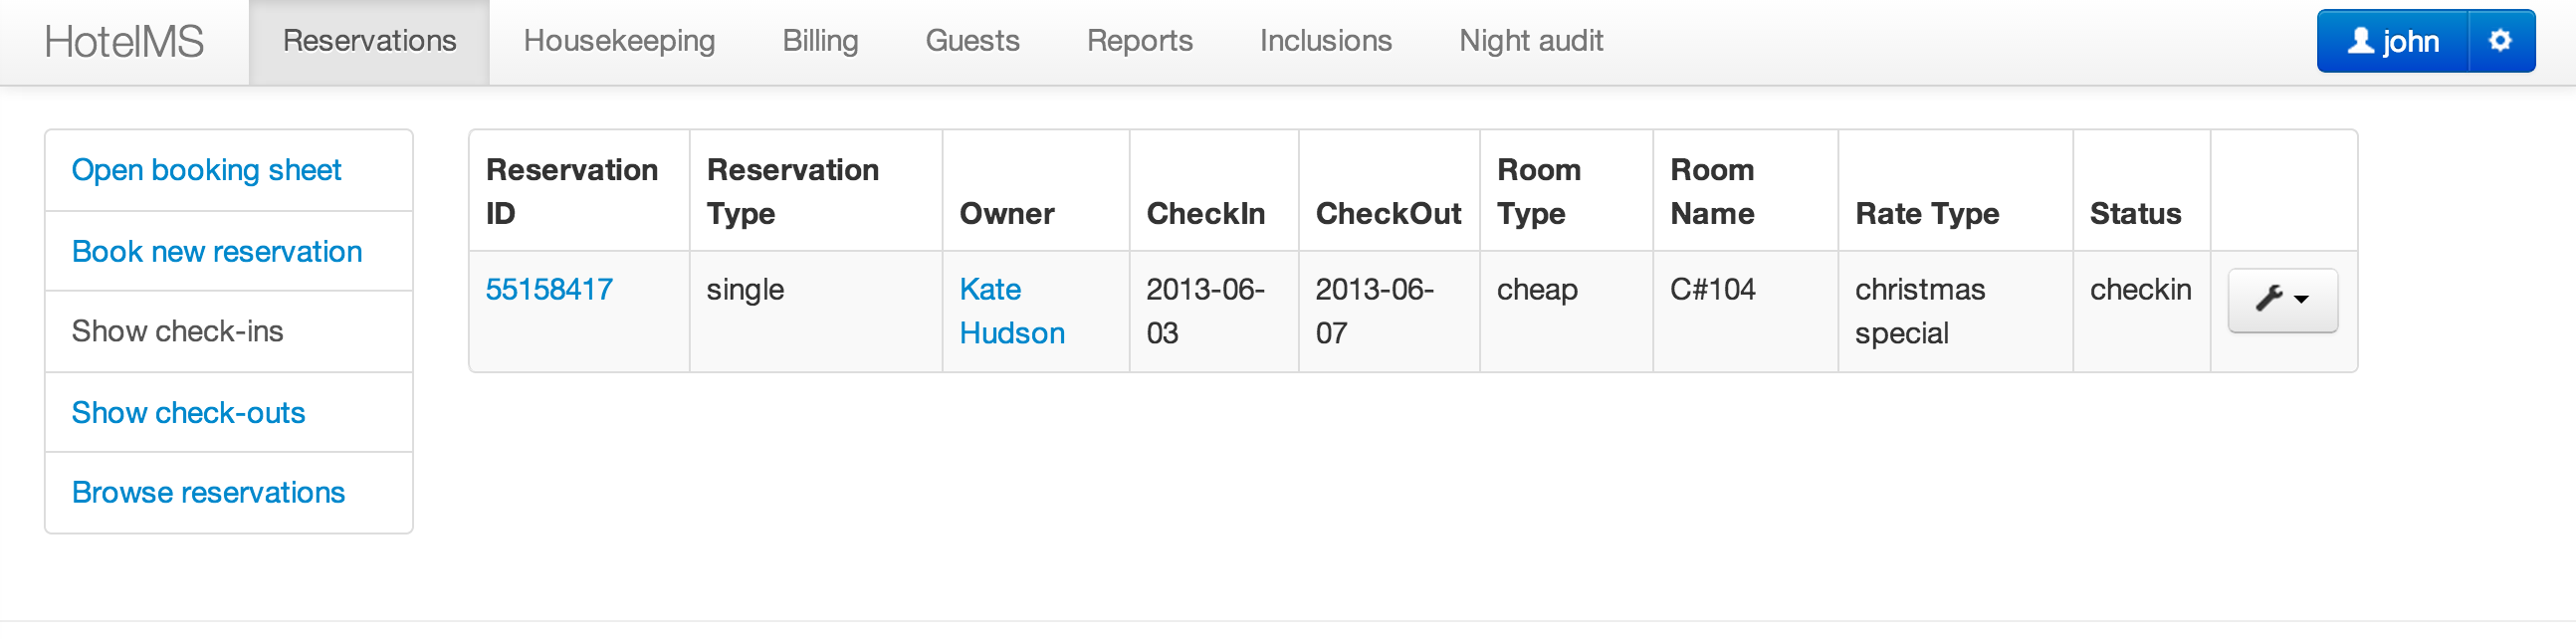 HotelMS Reservations Housekeeping Billing Guests Reports Inclusions Night audit john
Open booking sheet
Book new reservation
Show check-ins
Show check-outs
Browse reservations
Reservation ID Reservation Type Owner CheckIn CheckOut Room Type Room Name Rate Type Status
55158417 single Kate Hudson 2013-06-03 2013-06-07 cheap C#104 christmas special checkin